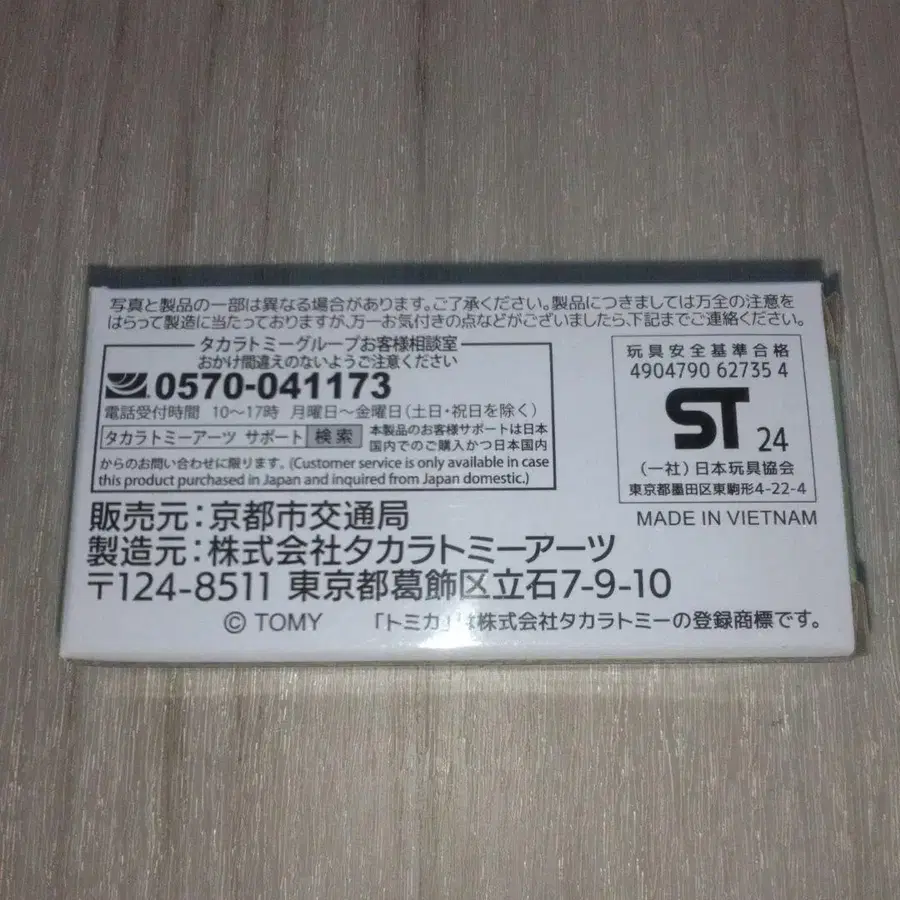 写真と製品の一部は異なる場合があります。ご了承ください。製品につきましては万全の注意を
はらって製造に当たっておりますが、万一お気付きの点などがございましたら、下記までご連絡ください。
タカラトミーグループお客様相談室
おかけ間違えのないようご注意ください
0570-041173
電話受付時間 10〜17時 月曜日〜金曜日(土日・祝日を除く)
タカラトミーアーツ サポート 検索 本製品のお客様サポートは日本
国内でのご購入かつ日本国内
からのお問い合わせに限ります。(Customer service is only available in case
this product purchased in Japan and inquired from Japan domestic.)
玩具安全基準合格
4904790 62735 4
ST 24
(一社)日本玩具協会
東京都墨田区東駒形4-22-4
MADE IN VIETNAM
販売元:京都市交通局
製造元:株式会社タカラトミーアーツ
〒124-8511 東京都葛飾区立石7-9-10
© TOMY 「トミカ」は株式会社タカラトミーの登録商標です。